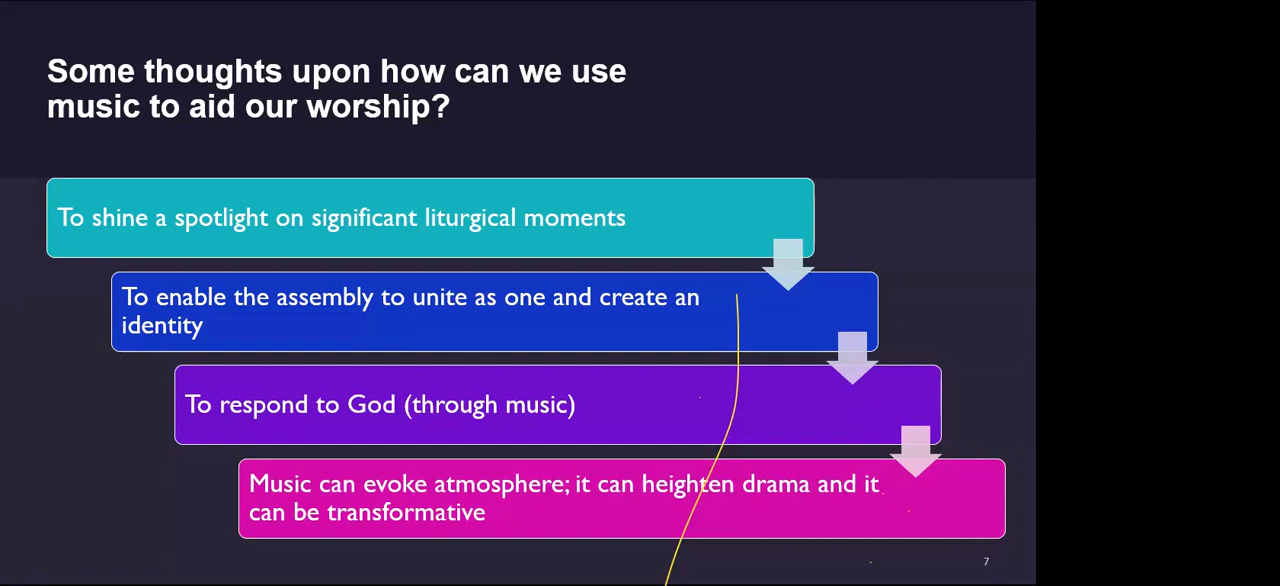 Some thoughts upon how can we use
music to aid our worship?
To shine a spotlight on significant liturgical moments
To enable the assembly to unite as one and create an
identity
To respond to God (through music)
Music can evoke atmosphere; it can heighten drama and it
can be transformative
7